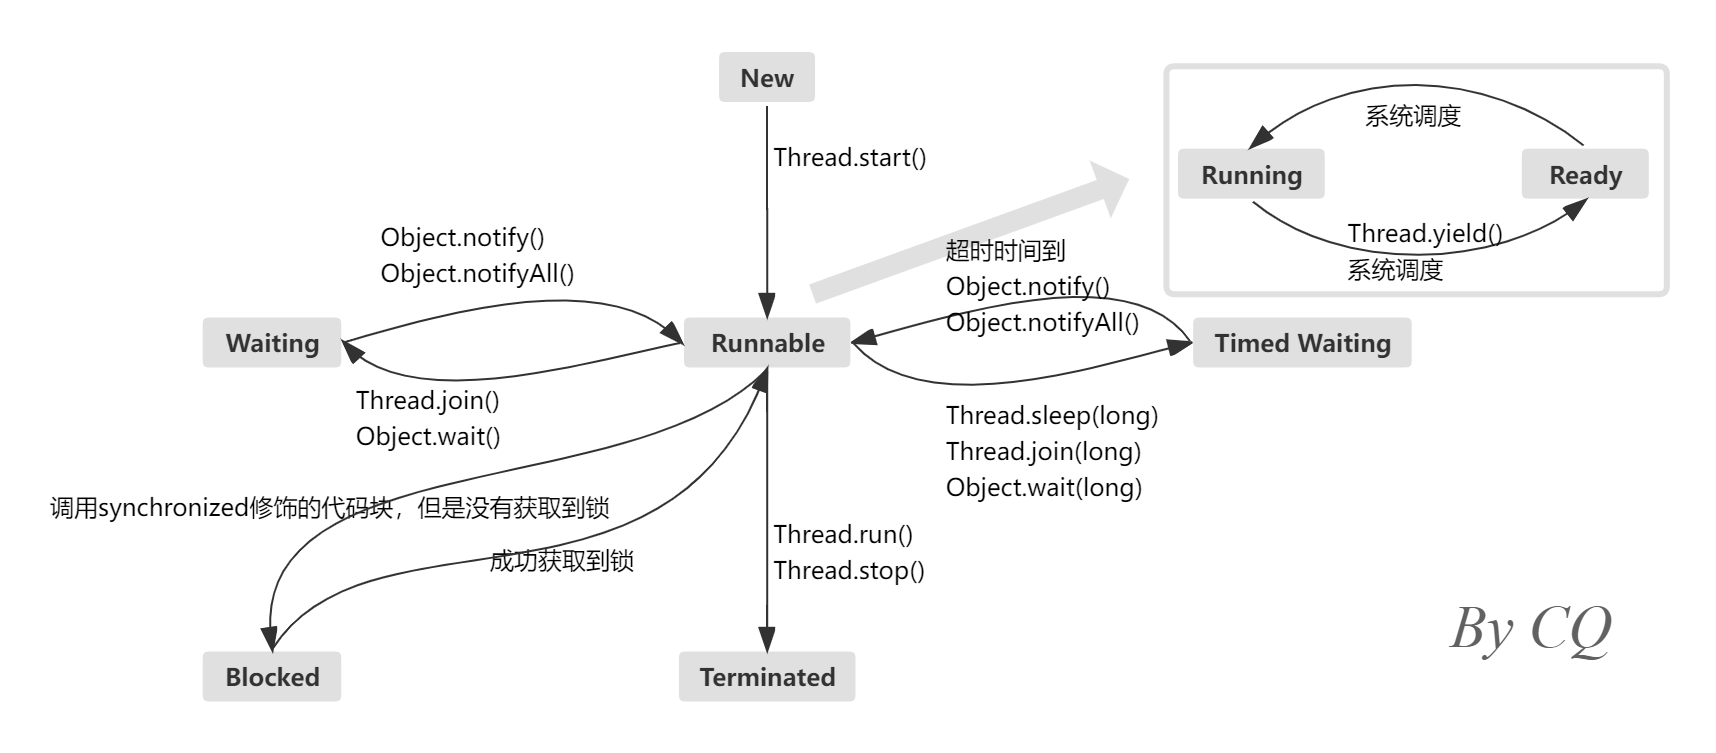 New
Thread.start()
系统调度
Running
Ready
Thread.yield()
系统调度
Object.notify()
Object.notifyAll()
超时时间到
Object.notify()
Object.notifyAll()
Waiting
Runnable
Timed Waiting
Thread.join()
Object.wait()
Thread.sleep(long)
Thread.join(long)
Object.wait(long)
调用synchronized修饰的代码块，但是没有获取到锁
成功获取到锁
Thread.run()
Thread.stop()
Blocked
Terminated
By CQ